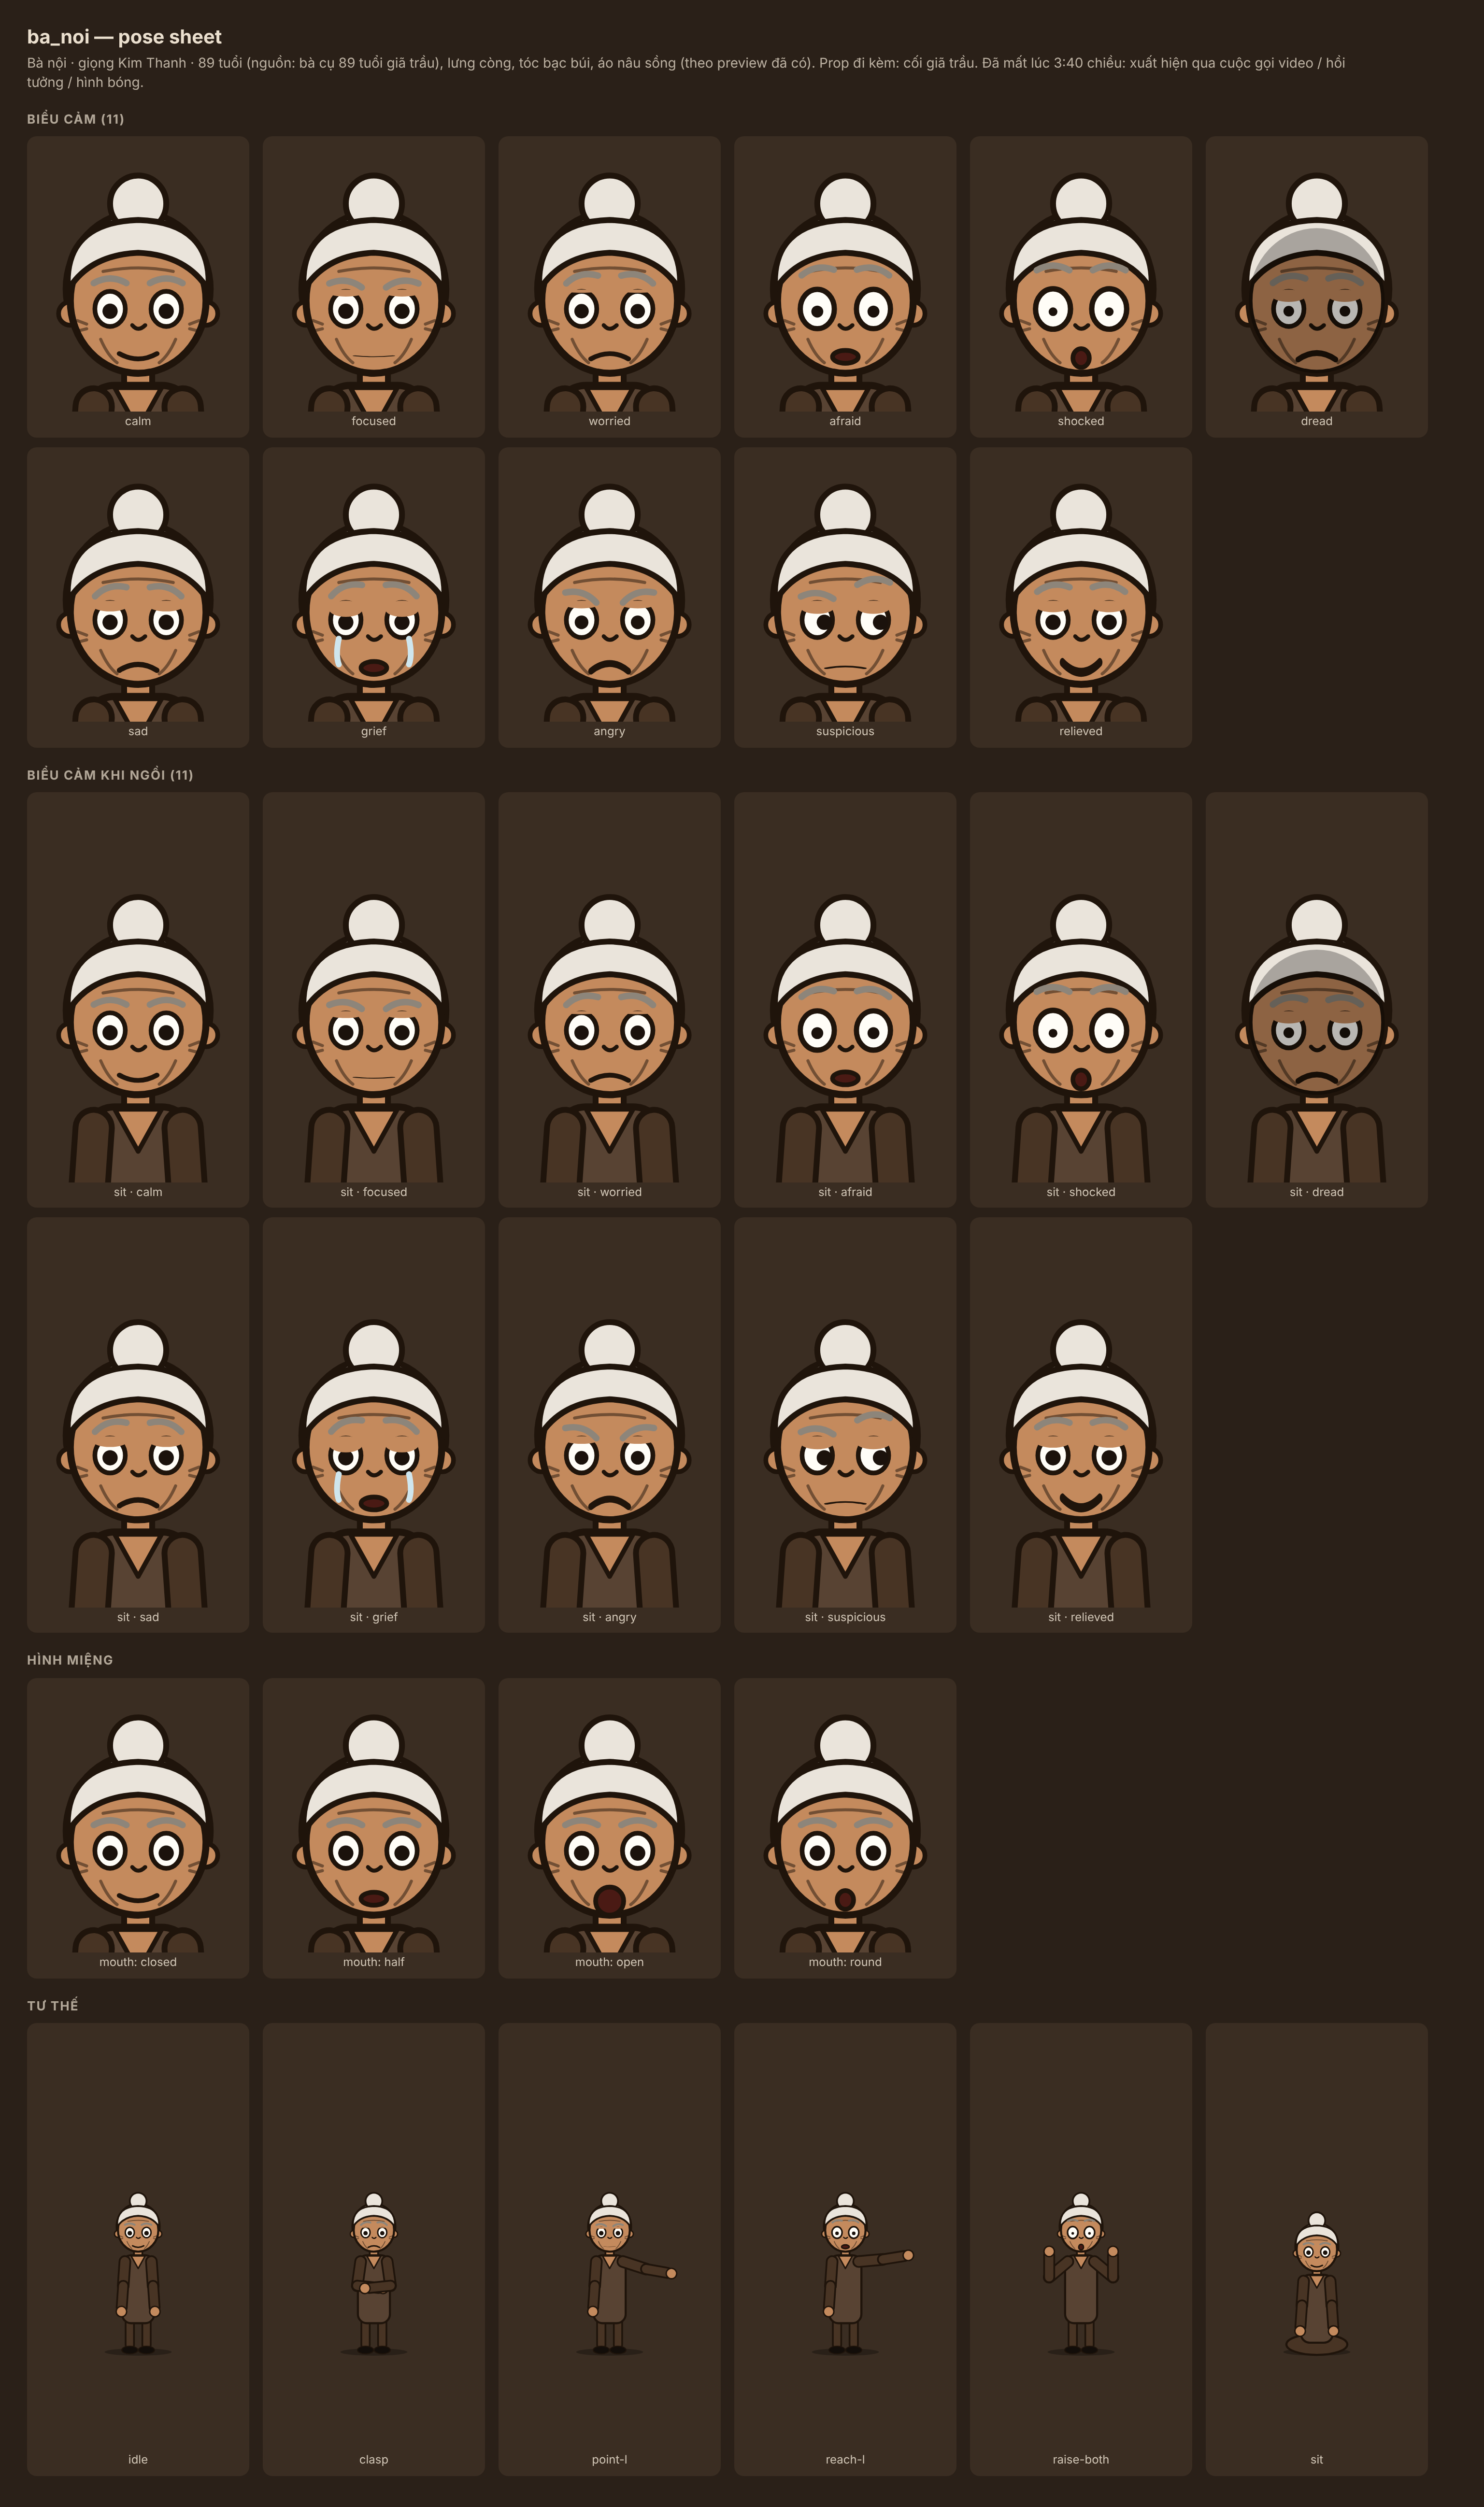 ba_noi — pose sheet
Bà nội · giọng Kim Thanh · 89 tuổi (nguồn: bà cụ 89 tuổi giã trầu), lưng còng, tóc bạc búi, áo nâu sồng (theo preview đã có). Prop đi kèm: cối giã trầu. Đã mất lúc 3:40 chiều: xuất hiện qua cuộc gọi video / hồi
tưởng / hình bóng.
BIỂU CẢM (11)
calm
focused
worried
afraid
shocked
dread
sad
grief
angry
suspicious
relieved
BIỂU CẢM KHI NGỒI (11)
sit · calm
sit · focused
sit · worried
sit · afraid
sit · shocked
sit · dread
sit · sad
sit · grief
sit · angry
sit · suspicious
sit · relieved
HÌNH MIỆNG
mouth: closed
mouth: half
mouth: open
mouth: round
TƯ THẾ
idle
clasp
point-l
reach-l
raise-both
sit